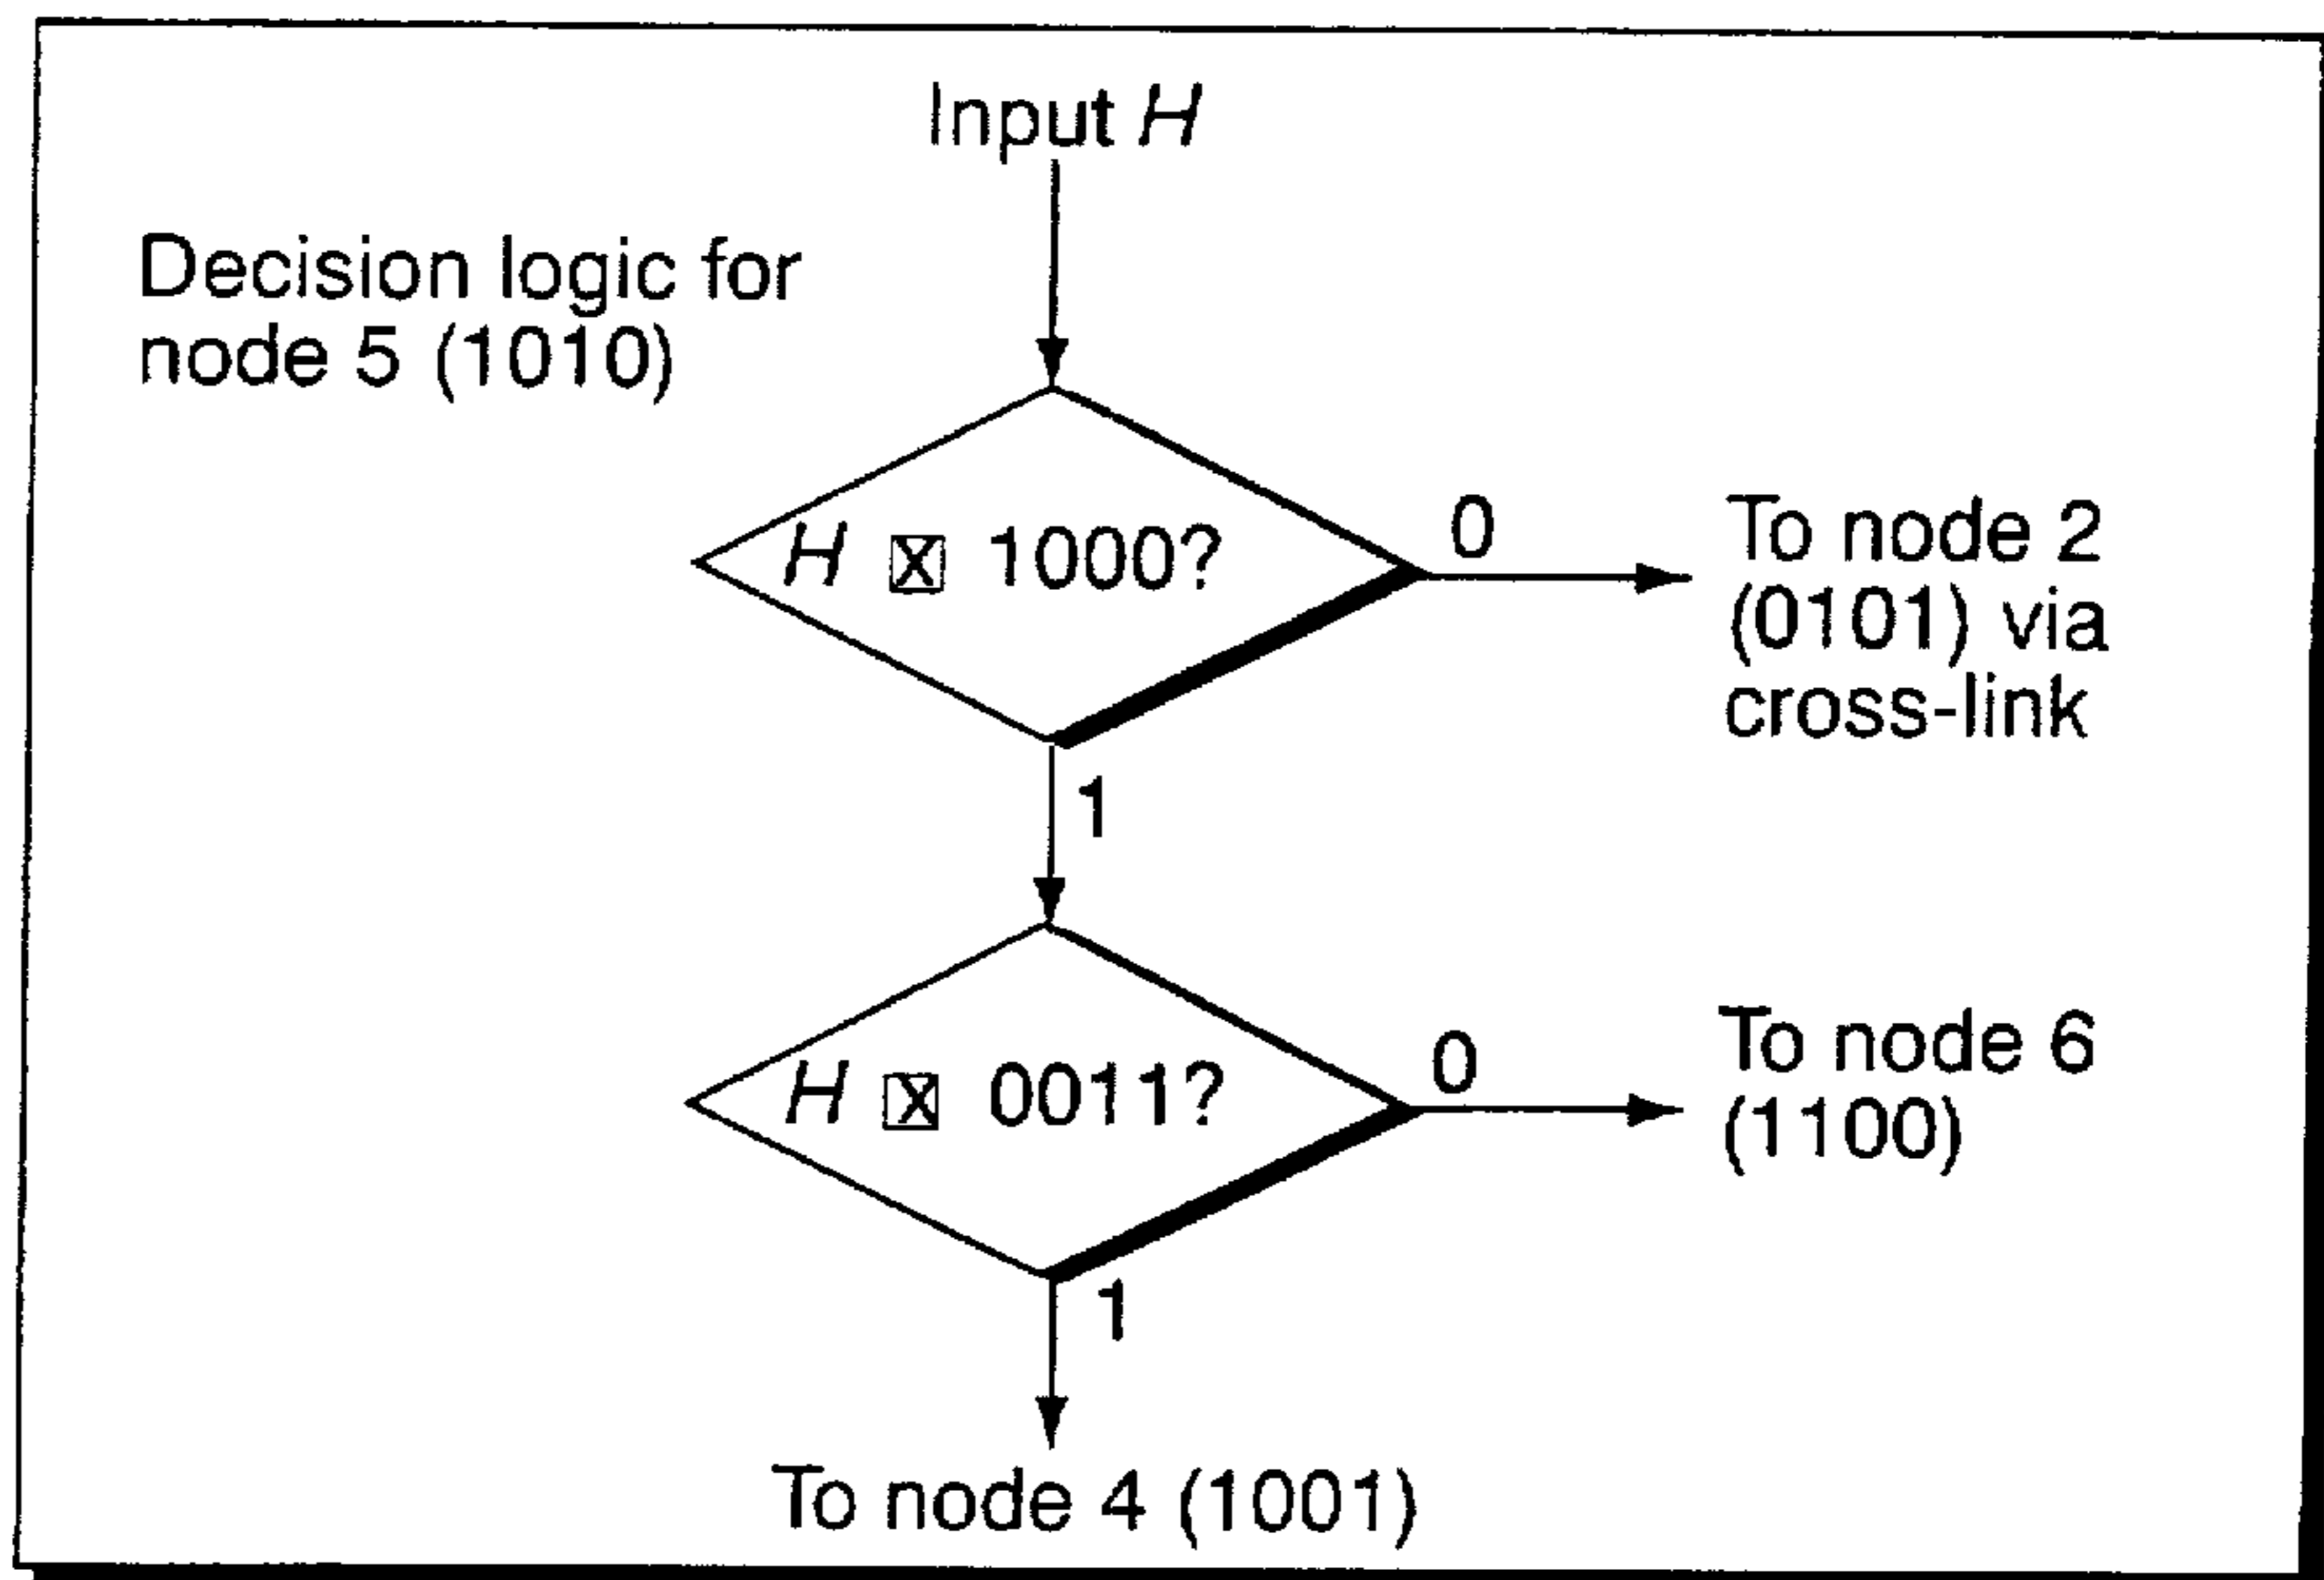 Input H
Decision logic for
node 5 (1010)
H ☒ 1000?
0
To node 2
(0101) via
cross-link
1
H ☒ 0011?
0
To node 6
(1100)
1
To node 4 (1001)